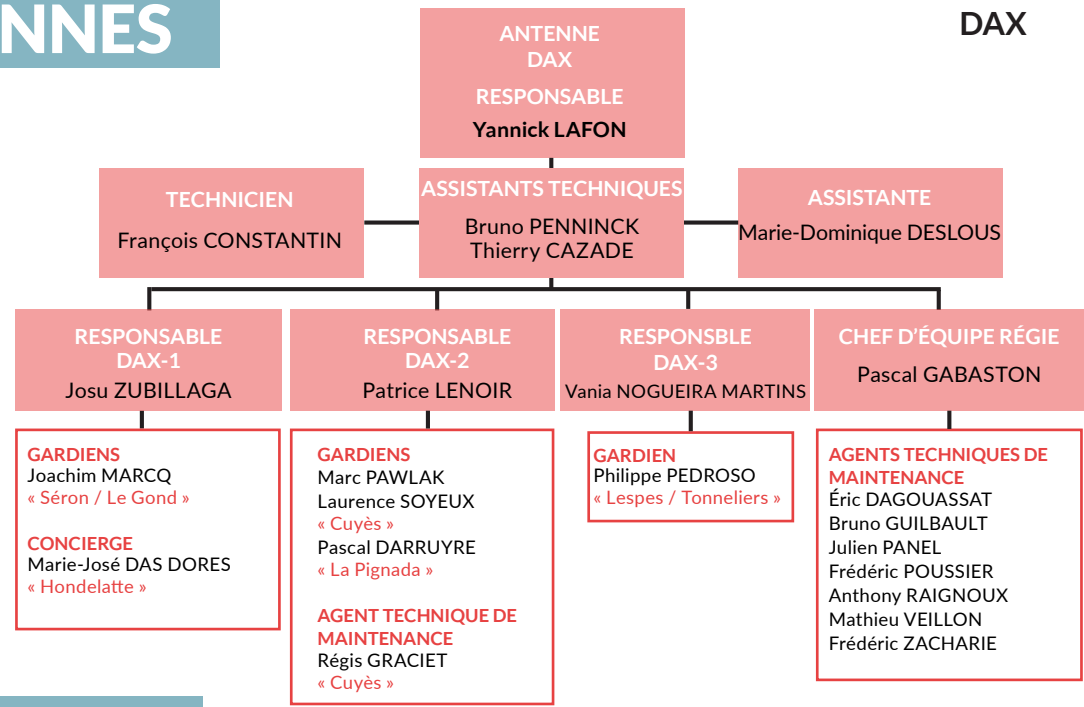 NNES
DAX
ANTENNE
DAX
RESPONSABLE
Yannick LAFON
TECHNICIEN
François CONSTANTIN
ASSISTANTS TECHNIQUES
Bruno PENNINCK
Thierry CAZADE
ASSISTANTE
Marie-Dominique DESLOUS
RESPONSABLE
DAX-1
Josu ZUBILLAGA
RESPONSABLE
DAX-2
Patrice LENOIR
RESPONSBLE
DAX-3
Vania NOGUEIRA MARTINS
CHEF D'ÉQUIPE RÉGIE
Pascal GABASTON
GARDIENS
Joachim MARCQ
« Séron / Le Gond »
CONCIERGE
Marie-José DAS DORES
« Hondelatte »
GARDIENS
Marc PAWLAK
Laurence SOYEUX
« Cuyès »
Pascal DARRUYRE
« La Pignada »
AGENT TECHNIQUE DE
MAINTENANCE
Régis GRACIET
« Cuyès »
GARDIEN
Philippe PEDROSO
« Lespes / Tonneliers »
AGENTS TECHNIQUES DE
MAINTENANCE
Éric DAGOUASSAT
Bruno GUILBAULT
Julien PANEL
Frédéric POUSSIER
Anthony RAIGNOUX
Mathieu VEILLON
Frédéric ZACHARIE